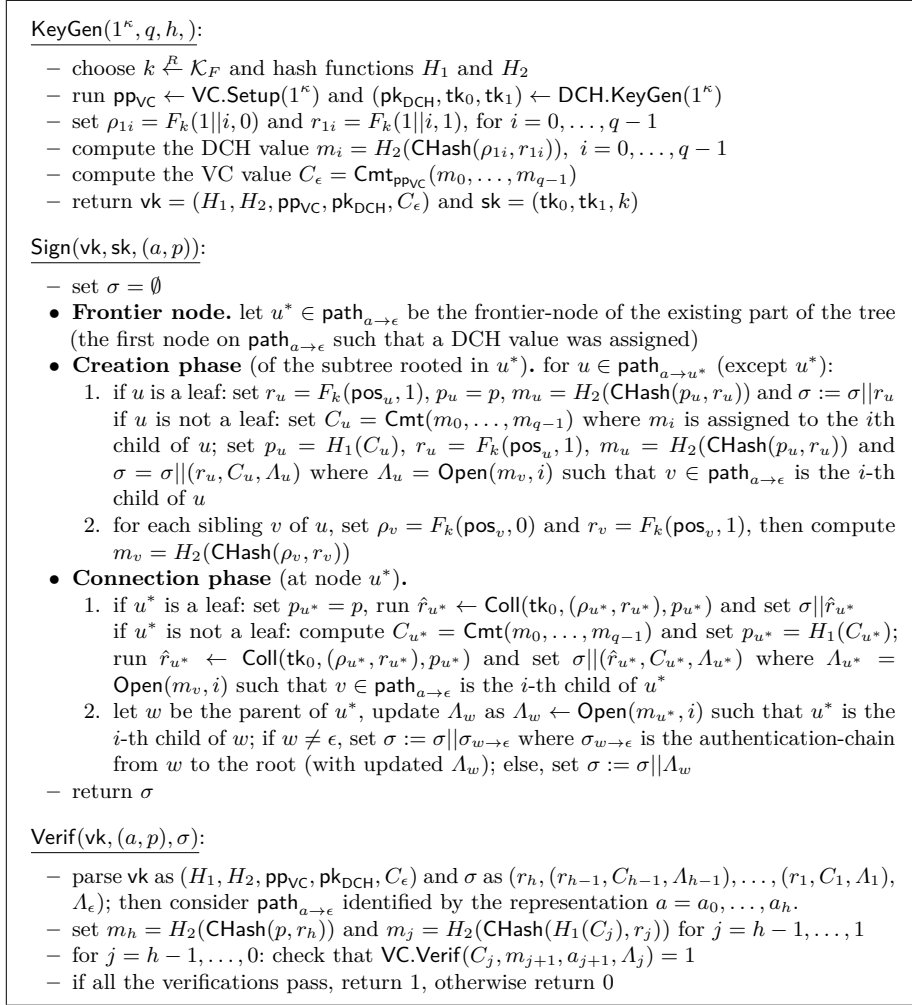 KeyGen(1^κ, q, h, ):
– choose k ←^R 𝒦_F and hash functions H_1 and H_2
– run pp_VC ← VC.Setup(1^κ) and (pk_DCH, tk_0, tk_1) ← DCH.KeyGen(1^κ)
– set ρ_{1i} = F_k(1||i, 0) and r_{1i} = F_k(1||i, 1), for i = 0, . . . , q − 1
– compute the DCH value m_i = H_2(CHash(ρ_{1i}, r_{1i})), i = 0, . . . , q − 1
– compute the VC value C_ϵ = Cmt_{pp_VC}(m_0, . . . , m_{q−1})
– return vk = (H_1, H_2, pp_VC, pk_DCH, C_ϵ) and sk = (tk_0, tk_1, k)
Sign(vk, sk, (a, p)):
– set σ = ∅
• Frontier node. let u* ∈ path_{a→ϵ} be the frontier-node of the existing part of the tree
(the first node on path_{a→ϵ} such that a DCH value was assigned)
• Creation phase (of the subtree rooted in u*). for u ∈ path_{a→u*} (except u*):
1. if u is a leaf: set r_u = F_k(pos_u, 1), p_u = p, m_u = H_2(CHash(p_u, r_u)) and σ := σ||r_u
if u is not a leaf: set C_u = Cmt(m_0, . . . , m_{q−1}) where m_i is assigned to the ith
child of u; set p_u = H_1(C_u), r_u = F_k(pos_u, 1), m_u = H_2(CHash(p_u, r_u)) and
σ = σ||(r_u, C_u, Λ_u) where Λ_u = Open(m_v, i) such that v ∈ path_{a→ϵ} is the i-th
child of u
2. for each sibling v of u, set ρ_v = F_k(pos_v, 0) and r_v = F_k(pos_v, 1), then compute
m_v = H_2(CHash(ρ_v, r_v))
• Connection phase (at node u*).
1. if u* is a leaf: set p_{u*} = p, run r̂_{u*} ← Coll(tk_0, (ρ_{u*}, r_{u*}), p_{u*}) and set σ||r̂_{u*}
if u* is not a leaf: compute C_{u*} = Cmt(m_0, . . . , m_{q−1}) and set p_{u*} = H_1(C_{u*});
run r̂_{u*} ← Coll(tk_0, (ρ_{u*}, r_{u*}), p_{u*}) and set σ||(r̂_{u*}, C_{u*}, Λ_{u*}) where Λ_{u*} =
Open(m_v, i) such that v ∈ path_{a→ϵ} is the i-th child of u*
2. let w be the parent of u*, update Λ_w as Λ_w ← Open(m_{u*}, i) such that u* is the
i-th child of w; if w ≠ ϵ, set σ := σ||σ_{w→ϵ} where σ_{w→ϵ} is the authentication-chain
from w to the root (with updated Λ_w); else, set σ := σ||Λ_w
– return σ
Verif(vk, (a, p), σ):
– parse vk as (H_1, H_2, pp_VC, pk_DCH, C_ϵ) and σ as (r_h, (r_{h−1}, C_{h−1}, Λ_{h−1}), . . . , (r_1, C_1, Λ_1),
Λ_ϵ); then consider path_{a→ϵ} identified by the representation a = a_0, . . . , a_h.
– set m_h = H_2(CHash(p, r_h)) and m_j = H_2(CHash(H_1(C_j), r_j)) for j = h − 1, . . . , 1
– for j = h − 1, . . . , 0: check that VC.Verif(C_j, m_{j+1}, a_{j+1}, Λ_j) = 1
– if all the verifications pass, return 1, otherwise return 0